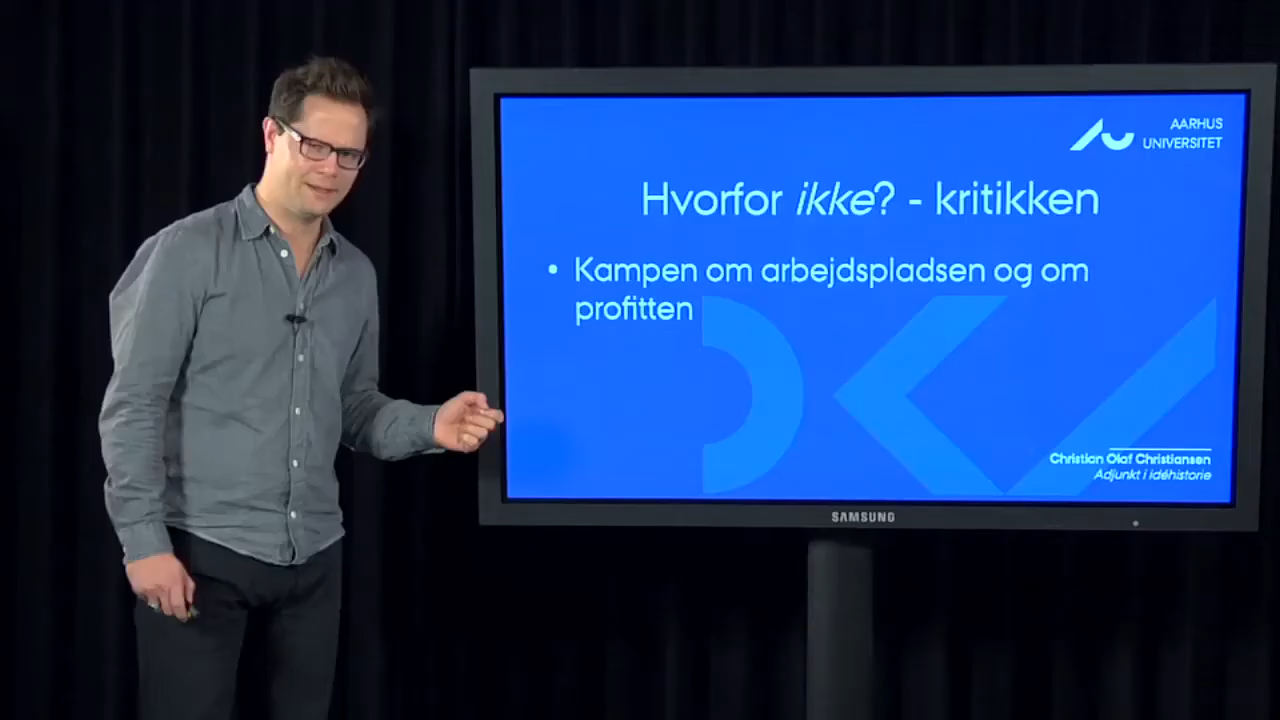 AARHUS
UNIVERSITET
Hvorfor ikke? - kritikken
• Kampen om arbejdspladsen og om
profitten
Christian Olaf Christiansen
Adjunkt i idéhistorie
SAMSUNG